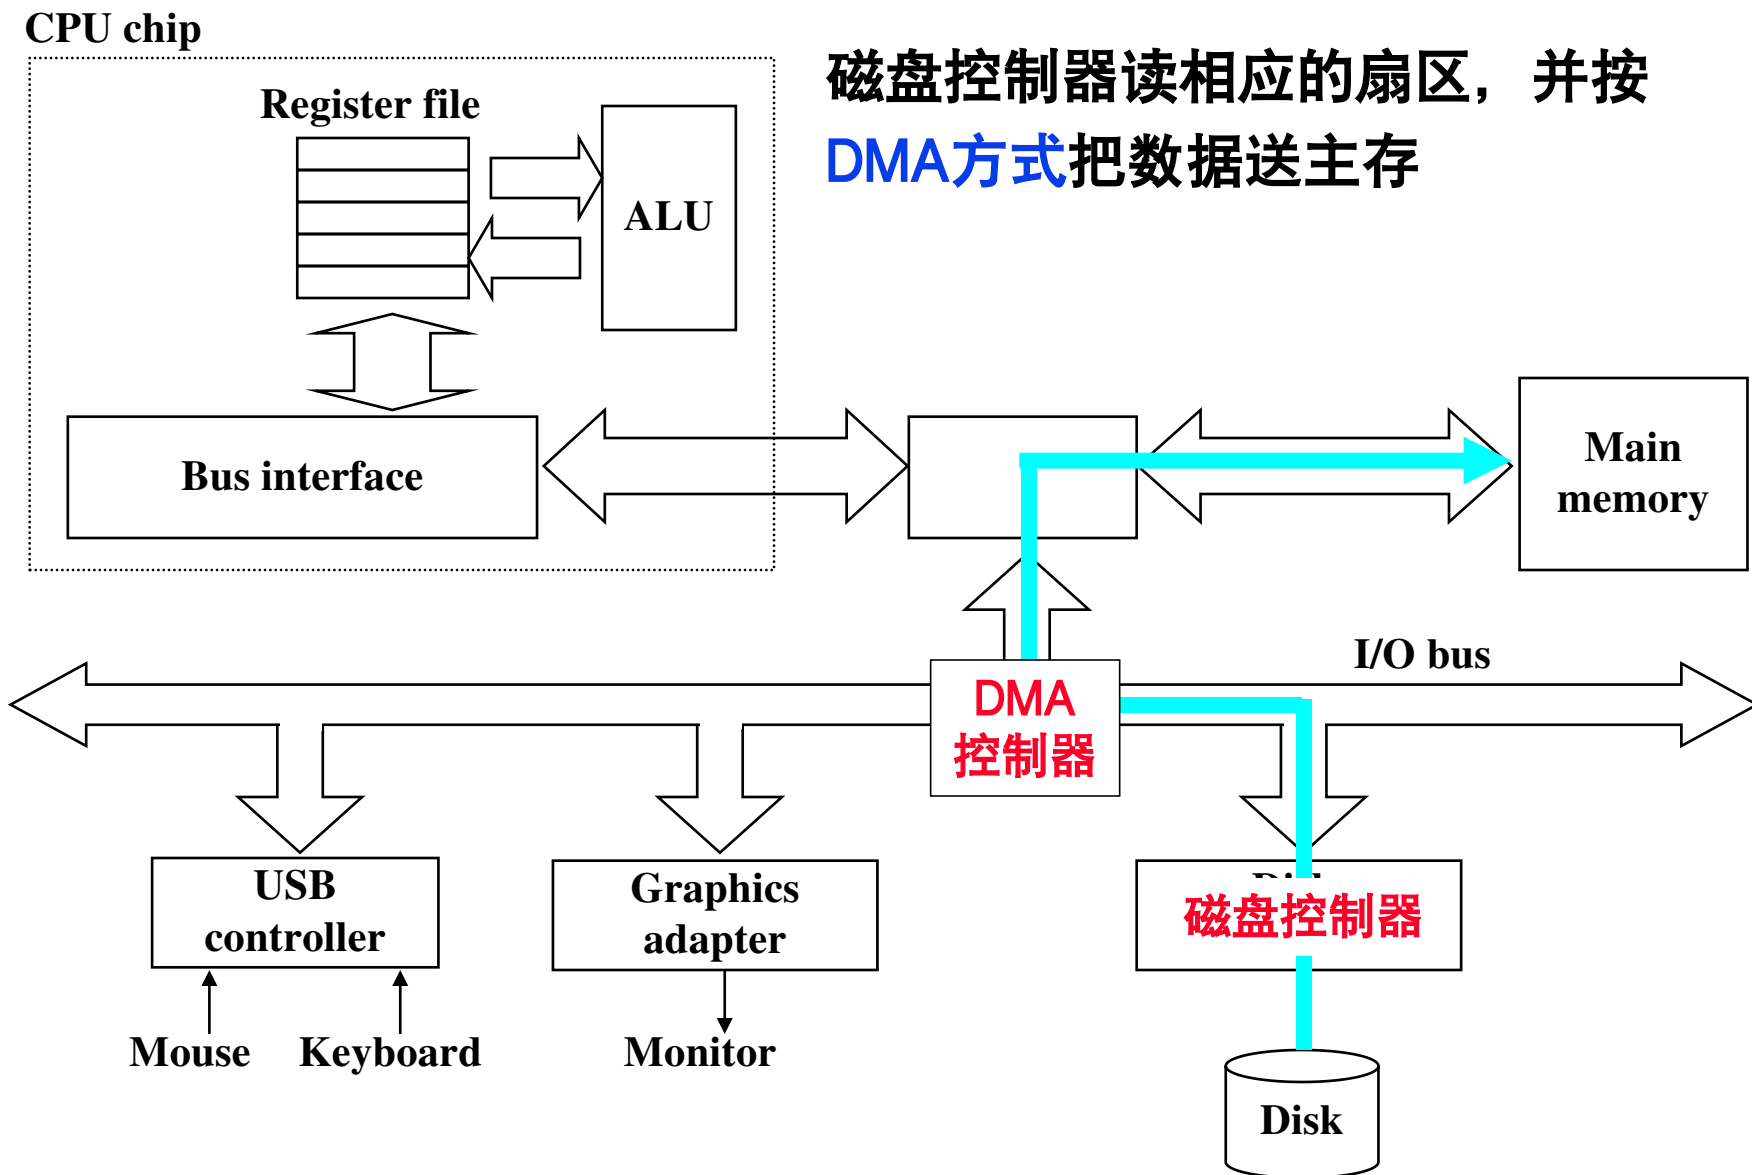 CPU chip
磁盘控制器读相应的扇区，并按
DMA方式把数据送主存
Register file
ALU
Bus interface
Main
memory
I/O bus
DMA
控制器
USB
controller
Graphics
adapter
磁盘控制器
Mouse
Keyboard
Monitor
Disk